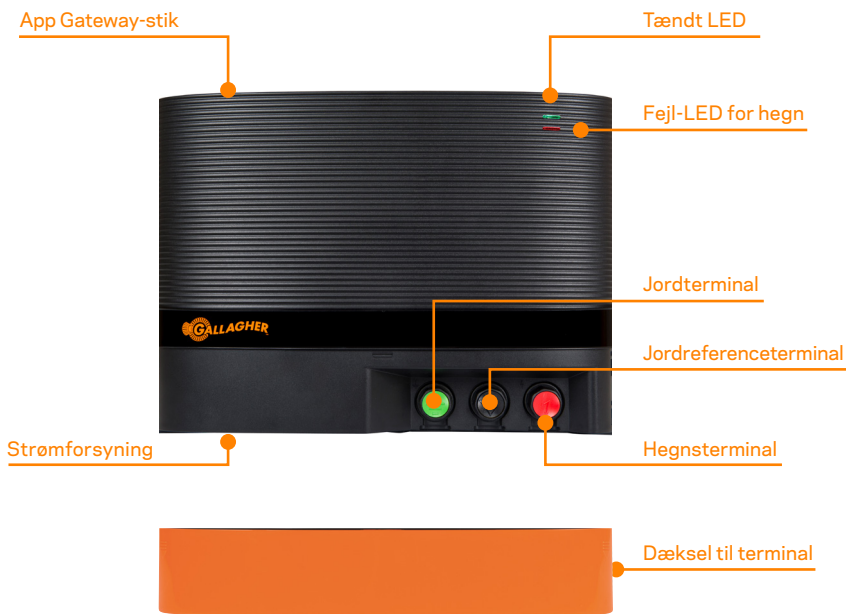 App Gateway-stik
Tændt LED
Fejl-LED for hegn
Jordterminal
GALLAGHER
Jordreferenceterminal
Strømforsyning
Hegnsterminal
Dæksel til terminal